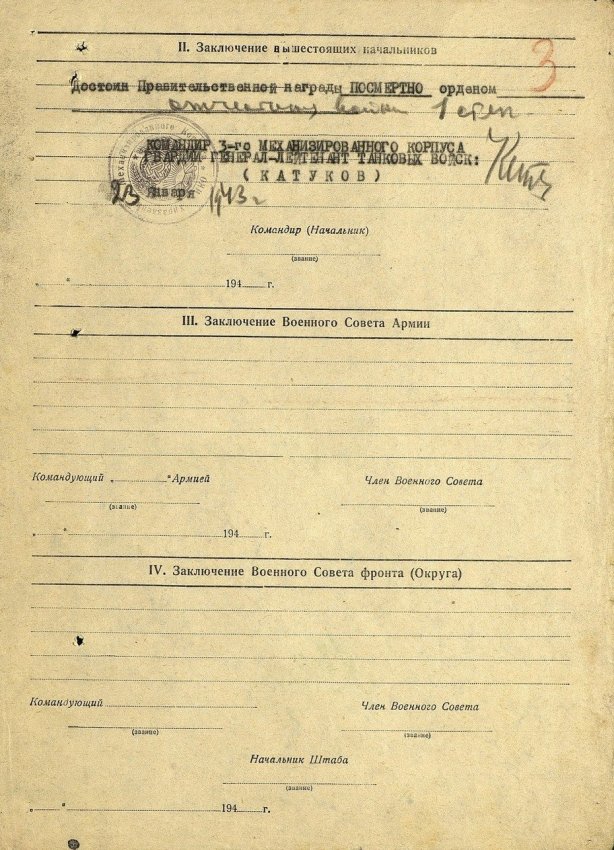 3
II. Заключение вышестоящих начальников
Достоин Правительственной награды ПОСМЕРТНО орденом
отечествен войны 1 степ
КОМАНДИР 3-го МЕХАНИЗИРОВАННОГО КОРПУСА
ГВАРДИИ ГЕНЕРАЛ-ЛЕЙТЕНАНТ ТАНКОВЫХ ВОЙСК:
( КАТУКОВ )
23 января 1943 г
Командир (Начальник)
(звание)
„ “ 194 г.
III. Заключение Военного Совета Армии
Командующий „ “ Армией Член Военного Совета
(звание) (звание)
„ “ 194 г.
IV. Заключение Военного Совета фронта (Округа)
Командующий Член Военного Совета
(звание) (звание)
Начальник Штаба
(звание)
„ “ 194 г.